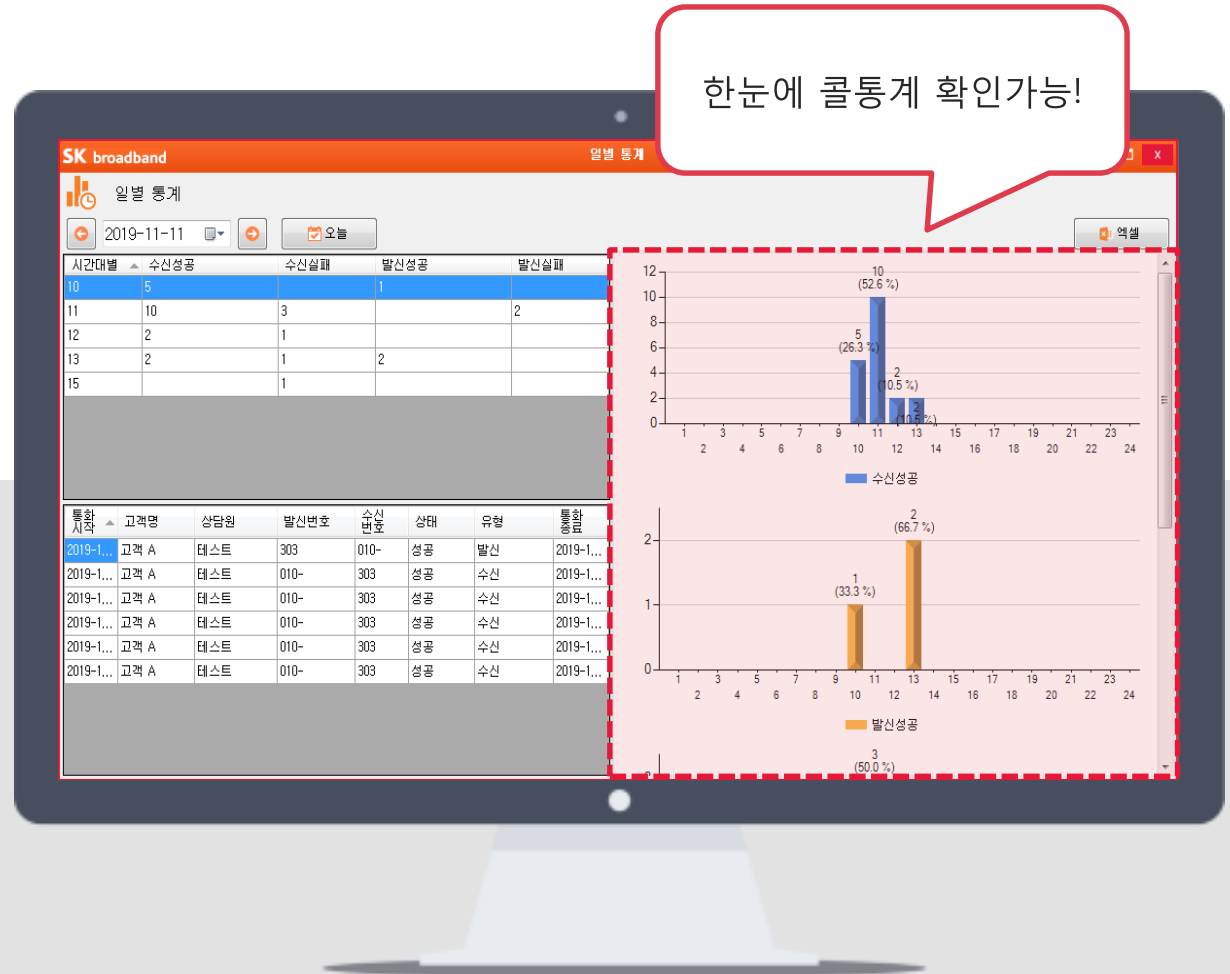 한눈에 콜통계 확인가능!
SK broadband 일별 통계 x
일별 통계
2019-11-11 오늘 엑셀
시간대별 수신성공 수신실패 발신성공 발신실패
10 5 1
11 10 3 2
12 2 1
13 2 1 2
15 1
통화시작 고객명 상담원 발신번호 수신번호 상태 유형 통화종료
2019-1... 고객 A 테스트 303 010- 성공 발신 2019-1...
2019-1... 고객 A 테스트 010- 303 성공 수신 2019-1...
2019-1... 고객 A 테스트 010- 303 성공 수신 2019-1...
2019-1... 고객 A 테스트 010- 303 성공 수신 2019-1...
2019-1... 고객 A 테스트 010- 303 성공 수신 2019-1...
2019-1... 고객 A 테스트 010- 303 성공 수신 2019-1...
12
10
8
6
4
2
0
10
(52.6 %)
5
(26.3 %)
2
(10.5 %)
2
(10.5 %)
1 3 5 7 9 11 13 15 17 19 21 23
2 4 6 8 10 12 14 16 18 20 22 24
수신성공
2
1
0
2
(66.7 %)
1
(33.3 %)
1 3 5 7 9 11 13 15 17 19 21 23
2 4 6 8 10 12 14 16 18 20 22 24
발신성공
3
(50.0 %)